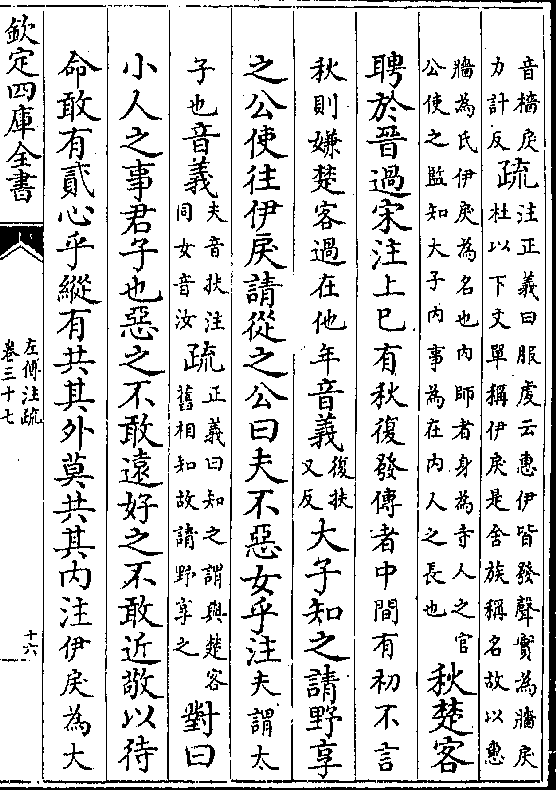 音檣戾
力計反疏注正義曰服虔云惠伊皆發聲實為牆戾
杜以下文單稱伊戾是舍族稱名故以惠
牆為氏伊戾為名也内師者身為寺人之官
公使之監知大子内事為在内人之長也秋楚客
聘於晉過宋注上巳有秋復發傳者中間有初不言
秋則嫌楚客過在他年音義復扶
又反大子知之請野享
之公使往伊戾請從之公曰夫不惡女乎注夫謂太
子也音義夫音扶注
同女音汝疏正義曰知之謂與楚客
舊相知故請野享之對曰
小人之事君子也惡之不敢遠好之不敢近敬以待
命敢有貳心乎縱有共其外莫共其内注伊戾為大
欽定四庫全書
左傳注疏
卷三十七
十六